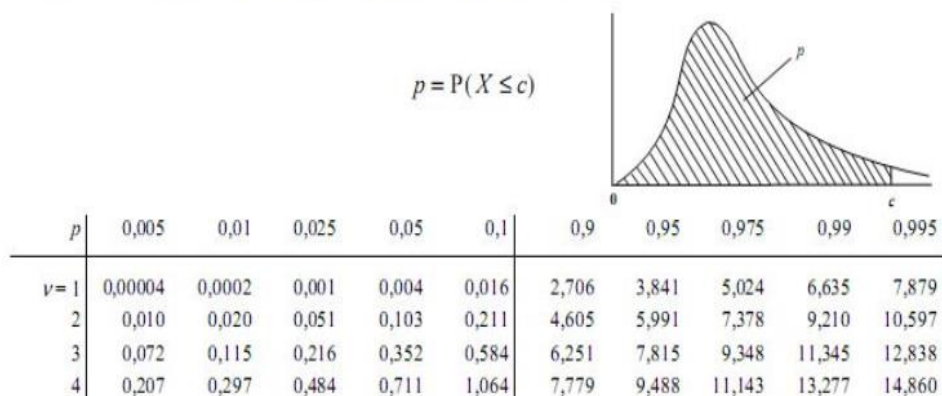 p = P(X ≤ c)
p
0
c
p 0,005 0,01 0,025 0,05 0,1 0,9 0,95 0,975 0,99 0,995
ν = 1 0,00004 0,0002 0,001 0,004 0,016 2,706 3,841 5,024 6,635 7,879
2 0,010 0,020 0,051 0,103 0,211 4,605 5,991 7,378 9,210 10,597
3 0,072 0,115 0,216 0,352 0,584 6,251 7,815 9,348 11,345 12,838
4 0,207 0,297 0,484 0,711 1,064 7,779 9,488 11,143 13,277 14,860